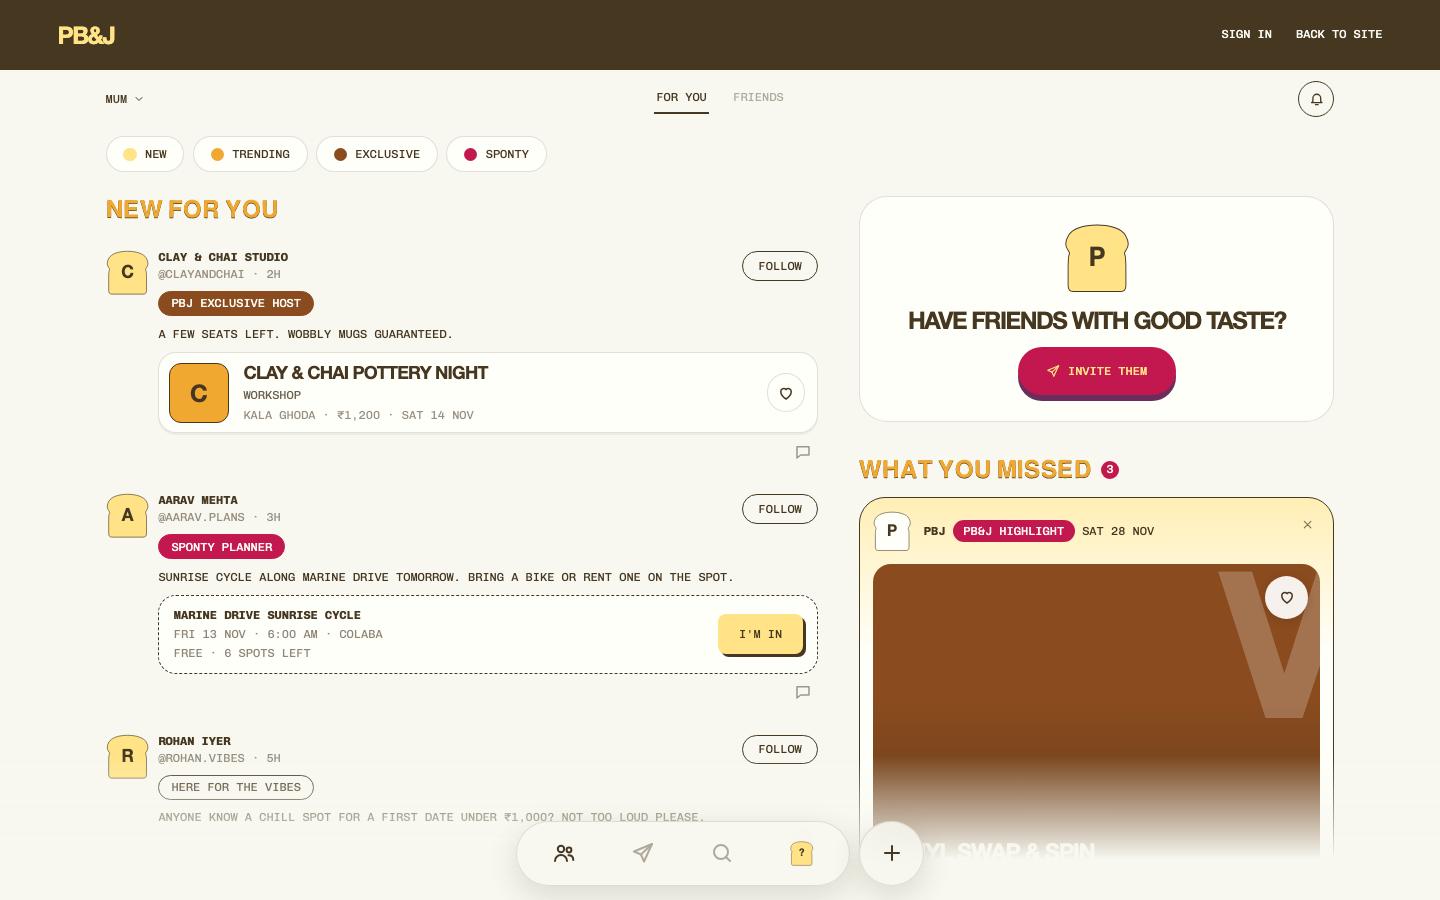 PB&J
SIGN IN
BACK TO SITE
MUM
FOR YOU
FRIENDS
NEW
TRENDING
EXCLUSIVE
SPONTY
NEW FOR YOU
C
CLAY & CHAI STUDIO
@CLAYANDCHAI · 2H
FOLLOW
PBJ EXCLUSIVE HOST
A FEW SEATS LEFT. WOBBLY MUGS GUARANTEED.
C
CLAY & CHAI POTTERY NIGHT
WORKSHOP
KALA GHODA · ₹1,200 · SAT 14 NOV
A
AARAV MEHTA
@AARAV.PLANS · 3H
FOLLOW
SPONTY PLANNER
SUNRISE CYCLE ALONG MARINE DRIVE TOMORROW. BRING A BIKE OR RENT ONE ON THE SPOT.
MARINE DRIVE SUNRISE CYCLE
FRI 13 NOV · 6:00 AM · COLABA
FREE · 6 SPOTS LEFT
I'M IN
R
ROHAN IYER
@ROHAN.VIBES · 5H
FOLLOW
HERE FOR THE VIBES
ANYONE KNOW A CHILL SPOT FOR A FIRST DATE UNDER ₹1,000? NOT TOO LOUD PLEASE.
P
HAVE FRIENDS WITH GOOD TASTE?
INVITE THEM
WHAT YOU MISSED 3
P
PBJ
PB&J HIGHLIGHT
SAT 28 NOV
V
SWAP & SPIN
?